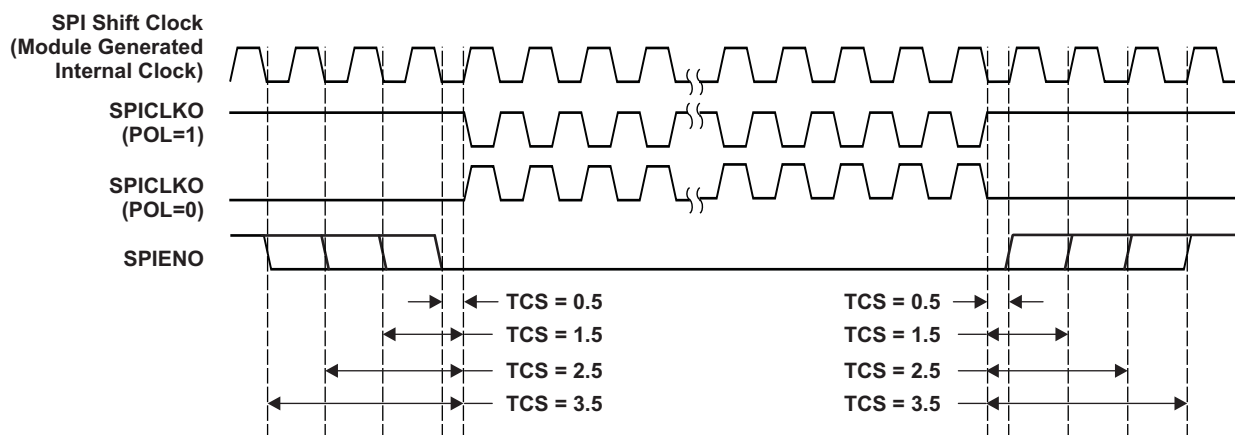 SPI Shift Clock
(Module Generated
Internal Clock)
SPICLKO
(POL=1)
SPICLKO
(POL=0)
SPIENO
TCS = 0.5
TCS = 0.5
TCS = 1.5
TCS = 1.5
TCS = 2.5
TCS = 2.5
TCS = 3.5
TCS = 3.5